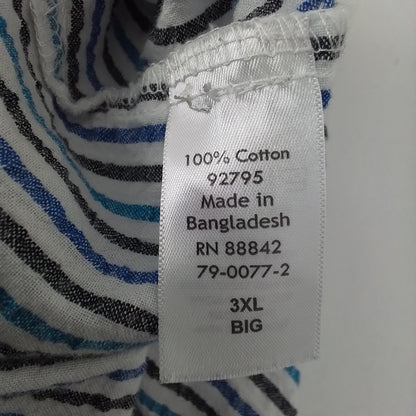 100% Cotton
92795
Made in
Bangladesh
RN 88842
79-0077-2
3XL
BIG